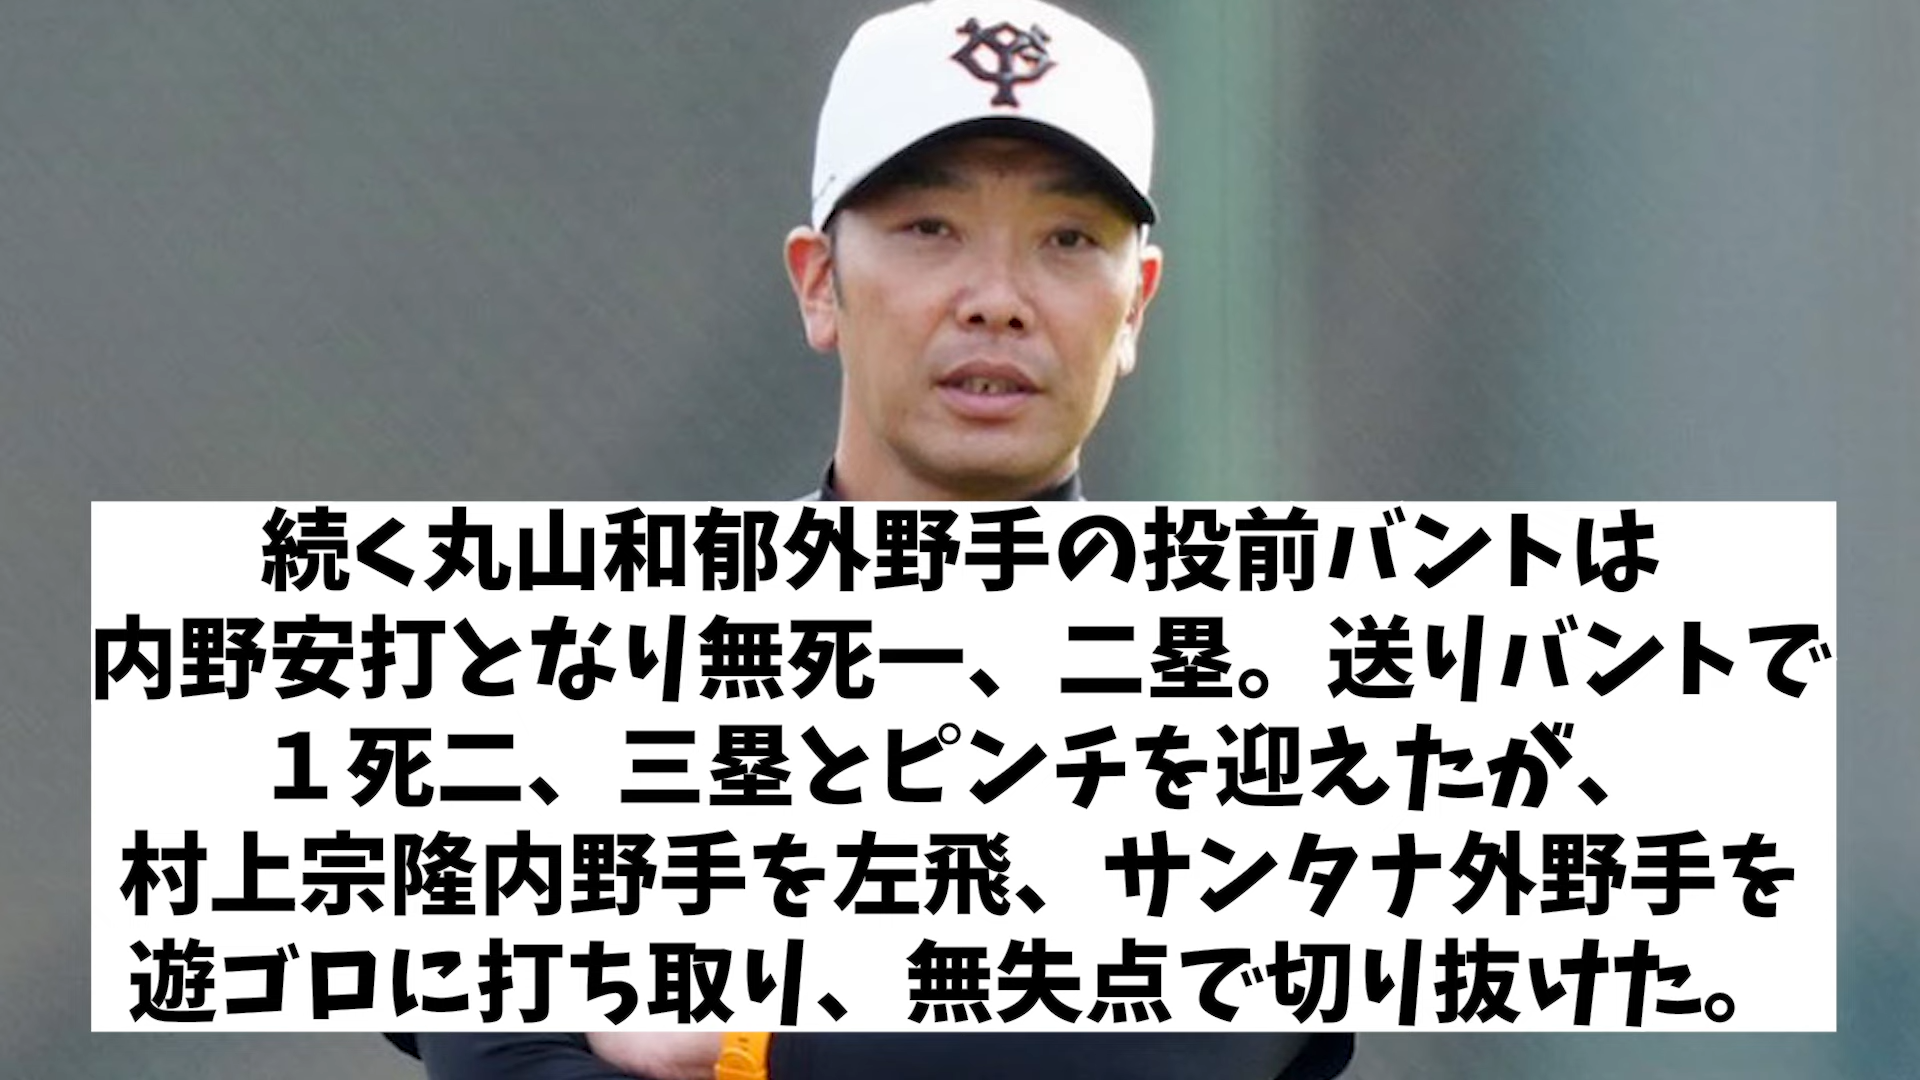 続く丸山和郁外野手の投前バントは
内野安打となり無死一、二塁。送りバントで
１死二、三塁とピンチを迎えたが、
村上宗隆内野手を左飛、サンタナ外野手を
遊ゴロに打ち取り、無失点で切り抜けた。